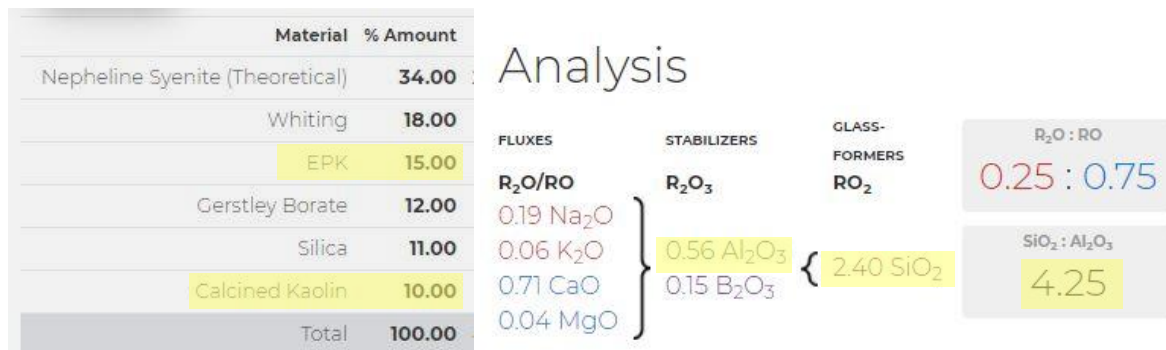 Material % Amount
Nepheline Syenite (Theoretical) 34.00
Whiting 18.00
EPK 15.00
Gerstley Borate 12.00
Silica 11.00
Calcined Kaolin 10.00
Total 100.00
Analysis
FLUXES
R₂O/RO
0.19 Na₂O
0.06 K₂O
0.71 CaO
0.04 MgO
STABILIZERS
R₂O₃
0.56 Al₂O₃
0.15 B₂O₃
GLASS-
FORMERS
RO₂
2.40 SiO₂
R₂O : RO
0.25 : 0.75
SiO₂ : Al₂O₃
4.25